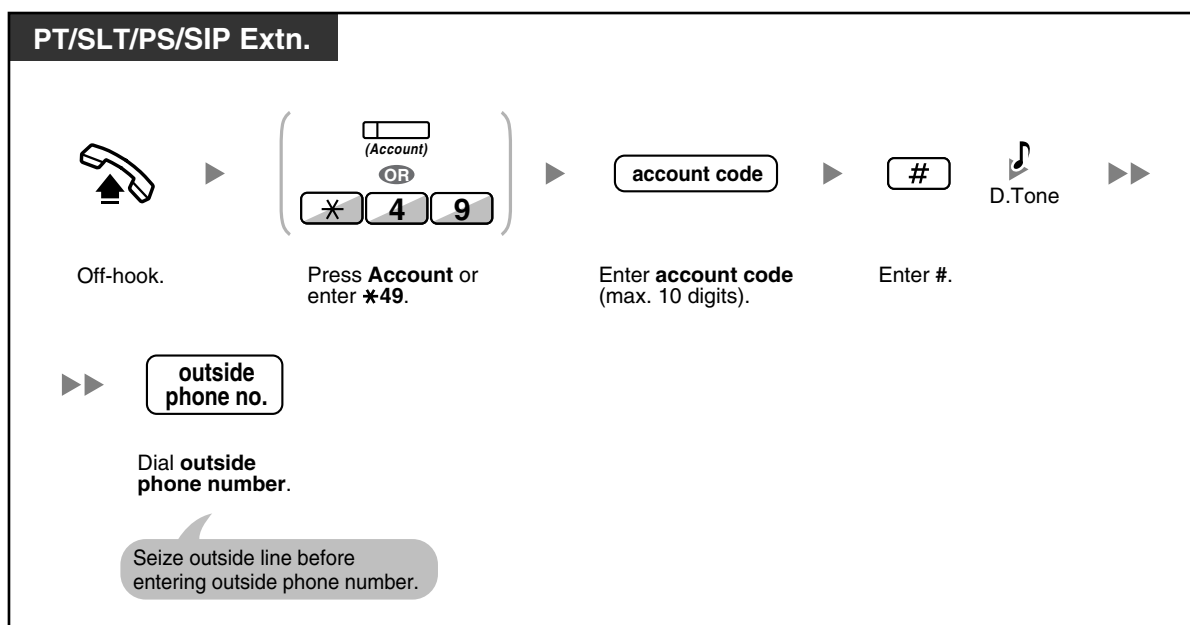 PT/SLT/PS/SIP Extn.
(Account)
OR
* 4 9
account code
#
D.Tone
Off-hook.
Press Account or
enter *49.
Enter account code
(max. 10 digits).
Enter #.
outside
phone no.
Dial outside
phone number.
Seize outside line before
entering outside phone number.